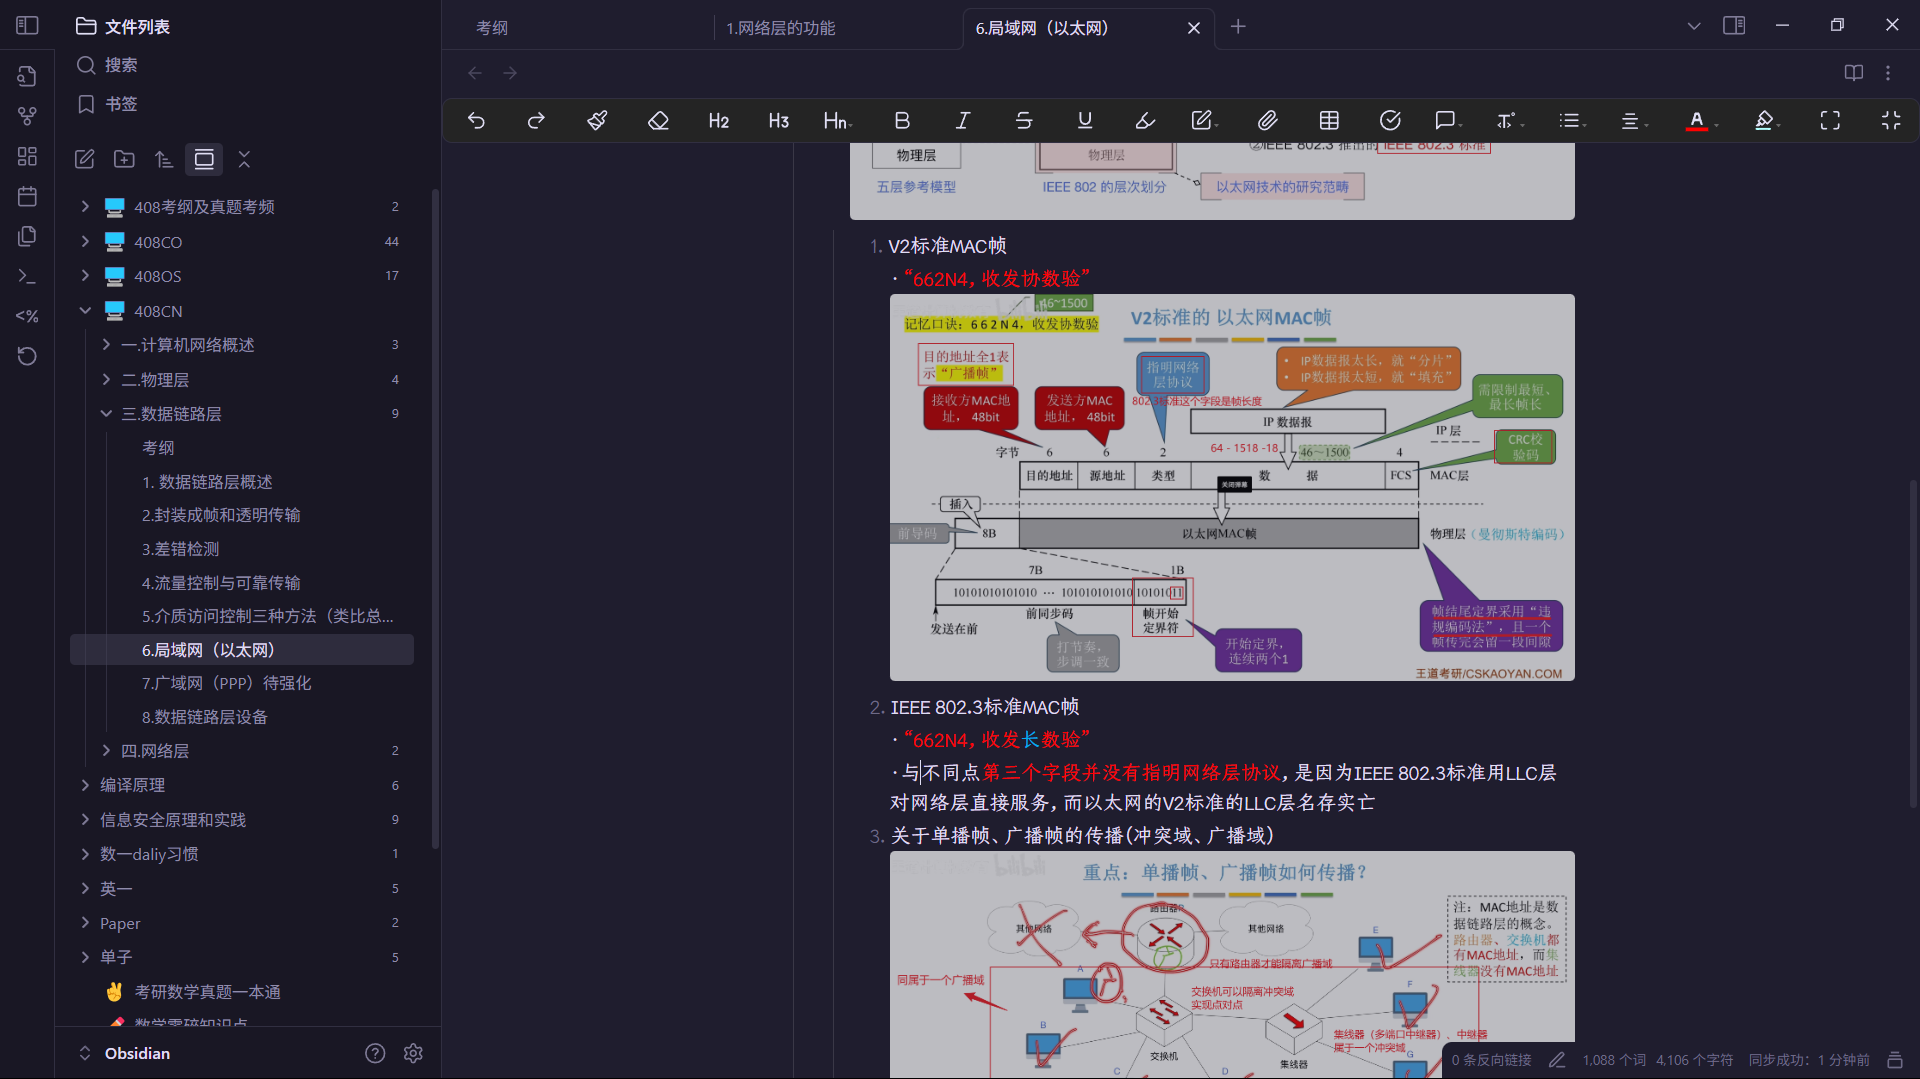 文件列表
搜索
书签
408考纲及真题考频 2
408CO 44
408OS 17
408CN
一.计算机网络概述 3
二.物理层 4
三.数据链路层 9
考纲
1. 数据链路层概述
2.封装成帧和透明传输
3.差错检测
4.流量控制与可靠传输
5.介质访问控制三种方法（类比总...
6.局域网（以太网）
7.广域网（PPP）待强化
8.数据链路层设备
四.网络层 2
编译原理 6
信息安全原理和实践 9
数一daliy习惯 1
英一 5
Paper 2
单子 5
考研数学真题一本通
数学零碎知识点
Obsidian
考纲
1.网络层的功能
6.局域网（以太网）
H2 H3 Hn B I S U A
物理层
物理层
②IEEE 802.3 推出的 IEEE 802.3 标准
五层参考模型
IEEE 802 的层次划分
以太网技术的研究范畴
1. V2标准MAC帧
· “662N4, 收发协数验”
46~1500
记忆口诀：6 6 2 N 4，收发协数验
V2标准的 以太网MAC帧
目的地址全1表
示“广播帧”
指明网络
层协议
• IP数据报太长，就“分片”
• IP数据报太短，就“填充”
需限制最短、
最长帧长
接收方MAC地
址， 48bit
发送方MAC
地址，48bit
802.3标准这个字段是帧长度
IP 数据报
IP 层
CRC校
验码
字节 6 6 2
64 - 1518 -18
46～1500 4
目的地址 源地址 类型 数 据 FCS MAC层
关闭弹幕
插入
前导码
8B
以太网MAC帧
物理层（曼彻斯特编码）
7B 1B
10101010101010 ··· 10101010101010101011
前同步码
帧开始
定界符
发送在前
打节奏，
步调一致
开始定界，
连续两个1
帧结尾定界采用“违
规编码法”，且一个
帧传完会留一段间隙
王道考研/CSKAOYAN.COM
2. IEEE 802.3标准MAC帧
· “662N4, 收发长数验”
· 与不同点第三个字段并没有指明网络层协议, 是因为IEEE 802.3标准用LLC层
对网络层直接服务, 而以太网的V2标准的LLC层名存实亡
3. 关于单播帧、广播帧的传播(冲突域、广播域)
重点：单播帧、广播帧如何传播？
其他网络
路由器R
其他网络
E
注：MAC地址是数
据链路层的概念。
路由器、交换机都
有MAC地址，而集
线器没有MAC地址
只有路由器才能隔离广播域
同属于一个广播域
A
F
交换机可以隔离冲突域
实现点对点
B
集线器（多端口中继器）、中继器
属于一个冲突域
交换机
集线器
G
C
D
0 条反向链接
1,088 个词 4,106 个字符
同步成功：1 分钟前